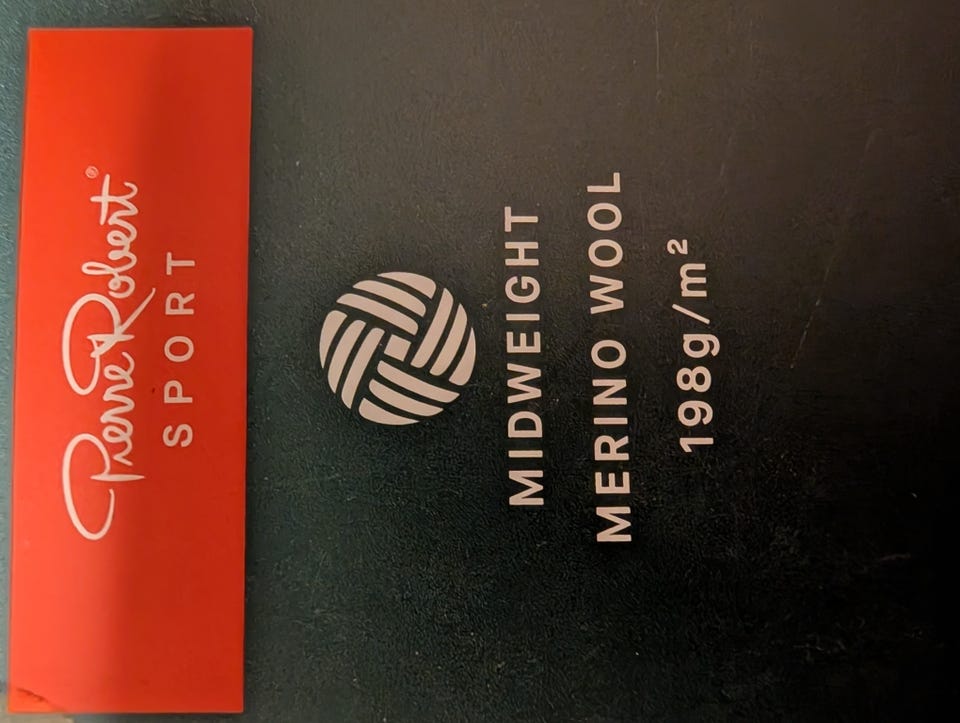 Pierre Robert®
SPORT
MIDWEIGHT
MERINO WOOL
198g/m²